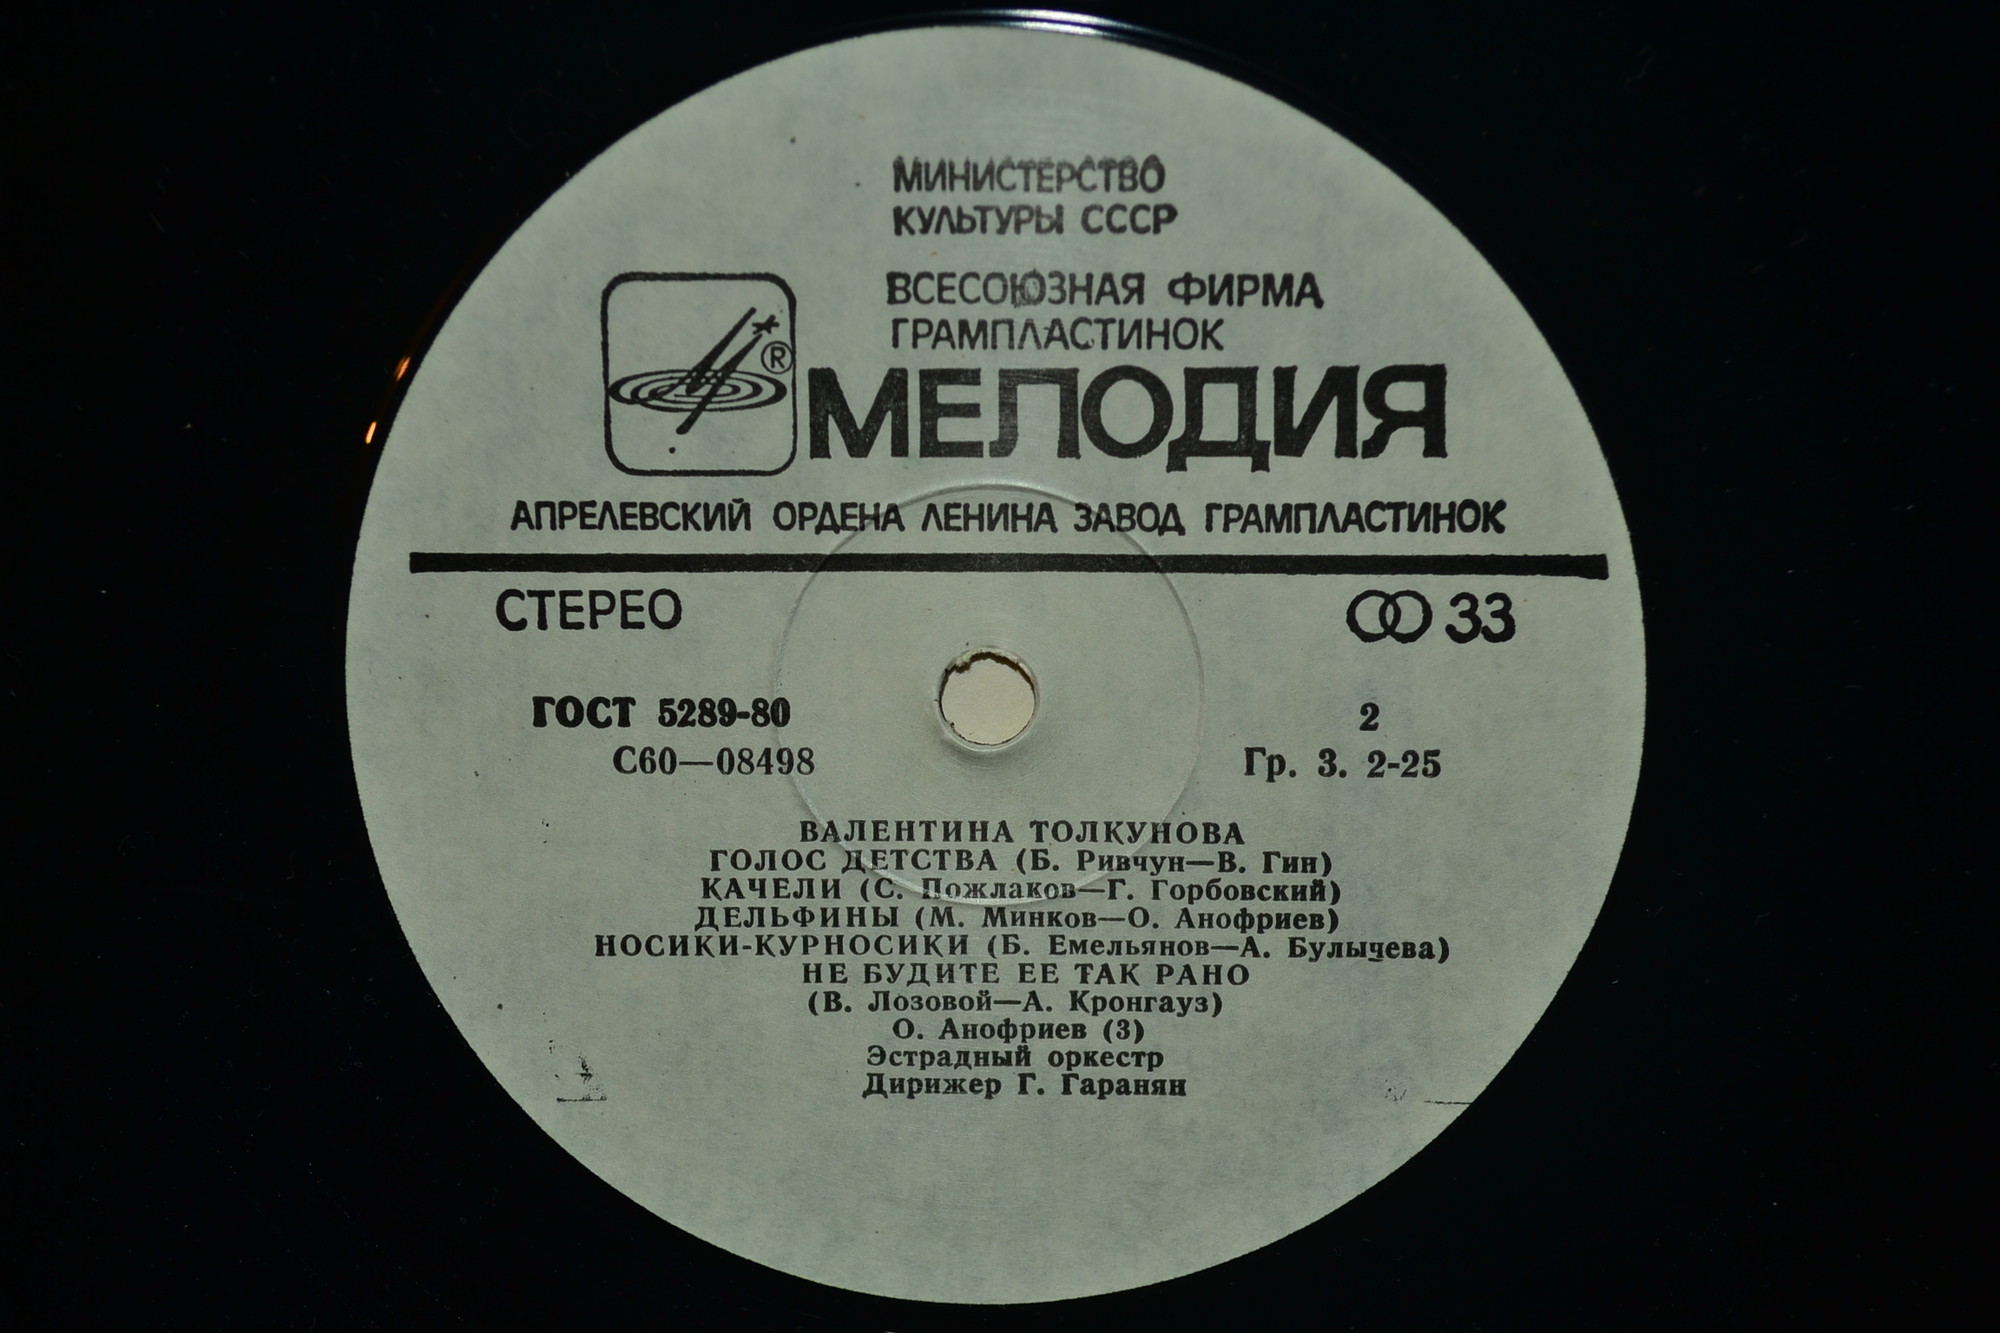 МИНИСТЕРСТВО
КУЛЬТУРЫ СССР
ВСЕСОЮЗНАЯ ФИРМА
ГРАМПЛАСТИНОК
®
МЕЛОДИЯ
АПРЕЛЕВСКИЙ ОРДЕНА ЛЕНИНА ЗАВОД ГРАМПЛАСТИНОК
СТЕРЕО 33
ГОСТ 5289-80 2
С60—08498 Гр. 3. 2-25
ВАЛЕНТИНА ТОЛКУНОВА
ГОЛОС ДЕТСТВА (Б. Ривчун—В. Гин)
КАЧЕЛИ (С. Пожлаков—Г. Горбовский)
ДЕЛЬФИНЫ (М. Минков—О. Анофриев)
НОСИКИ-КУРНОСИКИ (Б. Емельянов—А. Булычева)
НЕ БУДИТЕ ЕЕ ТАК РАНО
(В. Лозовой—А. Кронгауз)
О. Анофриев (3)
Эстрадный оркестр
Дирижер Г. Гаранян